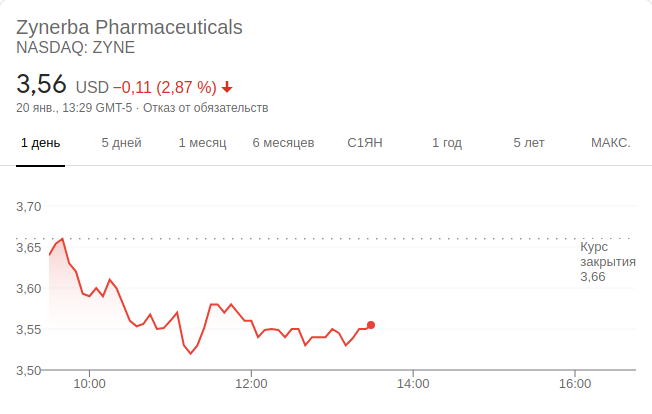 Zynerba Pharmaceuticals
NASDAQ: ZYNE
3,56 USD −0,11 (2,87 %)
20 янв., 13:29 GMT-5 · Отказ от обязательств
1 день 5 дней 1 месяц 6 месяцев С1ЯН 1 год 5 лет МАКС.
3,70
3,65
Курс
закрытия
3,66
3,60
3,55
3,50
10:00 12:00 14:00 16:00